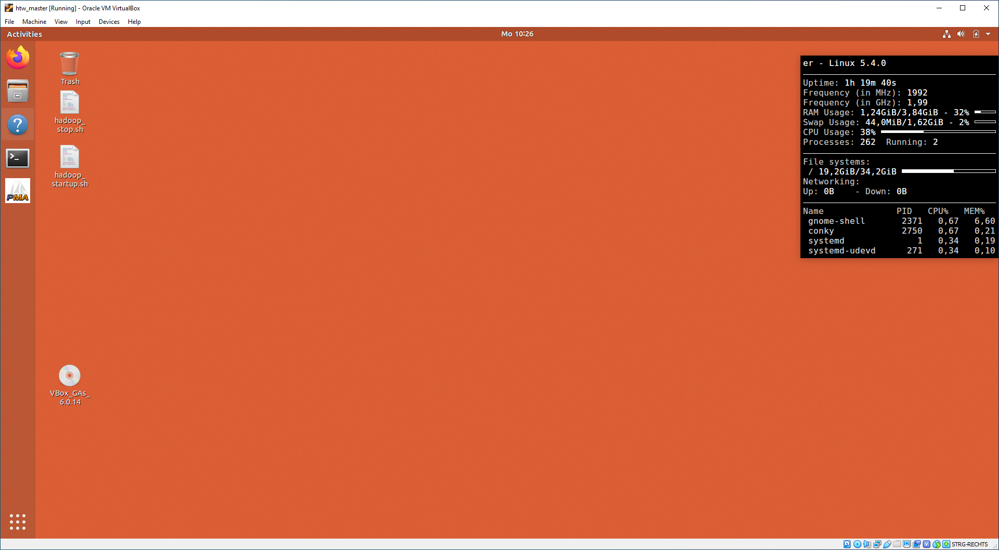 htw_master [Running] - Oracle VM VirtualBox
File Machine View Input Devices Help
Activities
Mo 10:26
Trash
hadoop_
stop.sh
hadoop_
startup.sh
PMA
VBox_GAs_
6.0.14
er - Linux 5.4.0
Uptime: 1h 19m 40s
Frequency (in MHz): 1992
Frequency (in GHz): 1,99
RAM Usage: 1,24GiB/3,84GiB - 32%
Swap Usage: 44,0MiB/1,62GiB - 2%
CPU Usage: 38%
Processes: 262 Running: 2
File systems:
/ 19,2GiB/34,2GiB
Networking:
Up: 0B - Down: 0B
Name PID CPU% MEM%
gnome-shell 2371 0,67 6,60
conky 2750 0,67 0,21
systemd 1 0,34 0,19
systemd-udevd 271 0,34 0,10
STRG-RECHTS